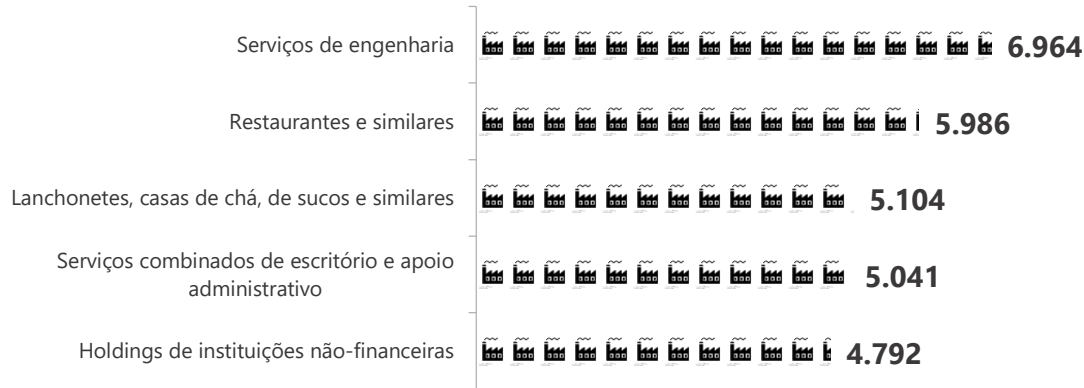 Serviços de engenharia 6.964
Restaurantes e similares 5.986
Lanchonetes, casas de chá, de sucos e similares 5.104
Serviços combinados de escritório e apoio
administrativo 5.041
Holdings de instituições não-financeiras 4.792